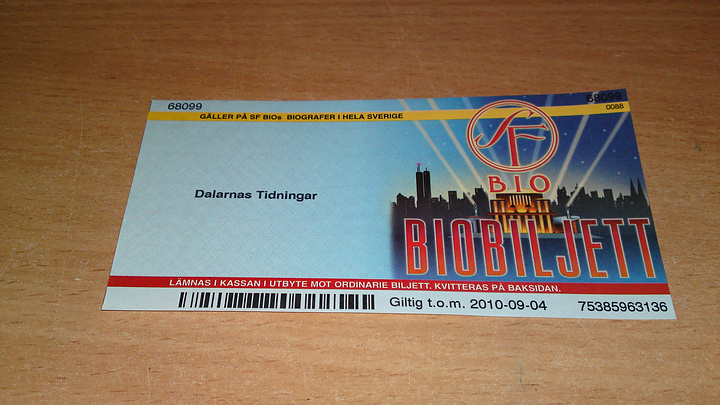 68099
68099
0088
GÄLLER PÅ SF BIOs BIOGRAFER I HELA SVERIGE
SF
BIO
Dalarnas Tidningar
BIOBILJETT
LÄMNAS I KASSAN I UTBYTE MOT ORDINARIE BILJETT. KVITTERAS PÅ BAKSIDAN.
Giltig t.o.m. 2010-09-04
75385963136